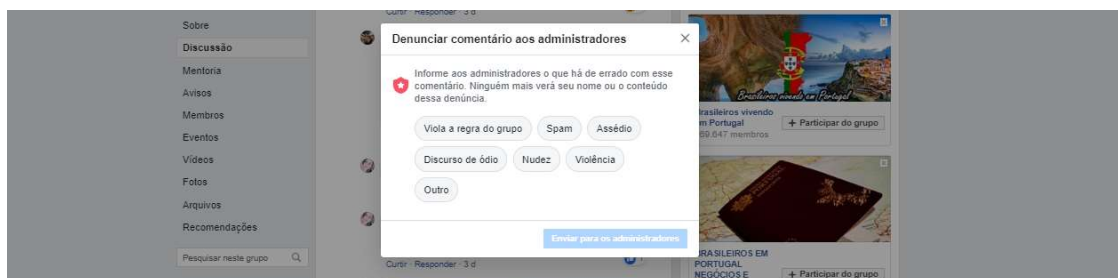 Sobre
Discussão
Mentoria
Avisos
Membros
Eventos
Vídeos
Fotos
Arquivos
Recomendações
Pesquisar neste grupo
Curtir · Responder · 3 d
Denunciar comentário aos administradores
Informe aos administradores o que há de errado com esse
comentário. Ninguém mais verá seu nome ou o conteúdo
dessa denúncia.
Viola a regra do grupo
Spam
Assédio
Discurso de ódio
Nudez
Violência
Outro
Enviar para os administradores
Curtir · Responder · 3 d
Brasileiros vivendo em Portugal
rasileiros vivendo
m Portugal
69.647 membros
+ Participar do grupo
RASILEIROS EM
PORTUGAL
NEGÓCIOS E
+ Participar do grupo